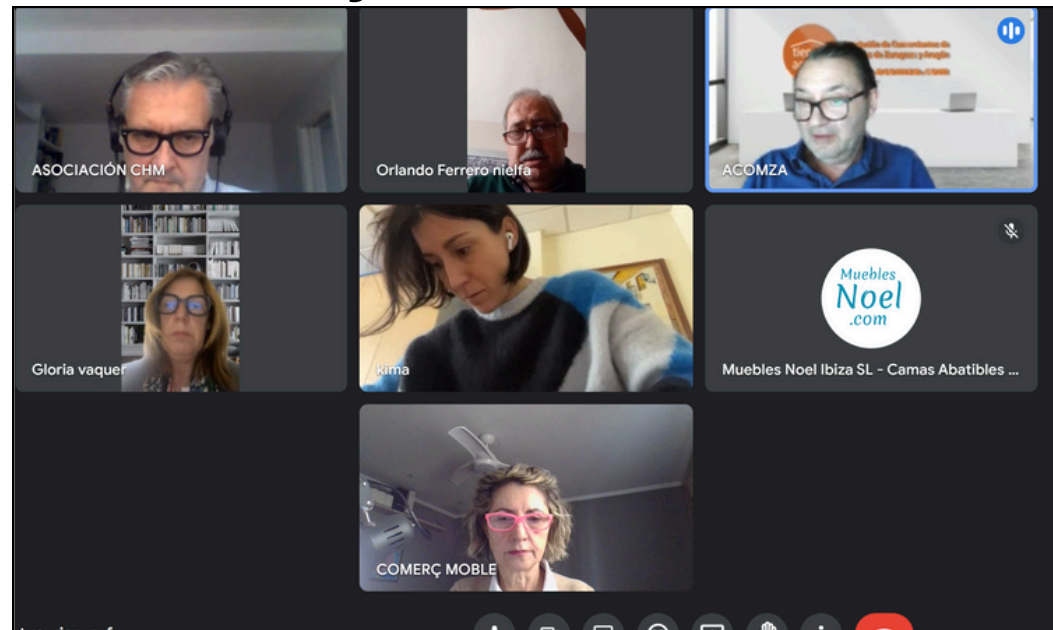 ASOCIACIÓN CHM
Orlando Ferrero nielfa
ACOMZA
Gloria vaquer
kima
Muebles
Noel
.com
Muebles Noel Ibiza SL - Camas Abatibles ...
COMERÇ MOBLE